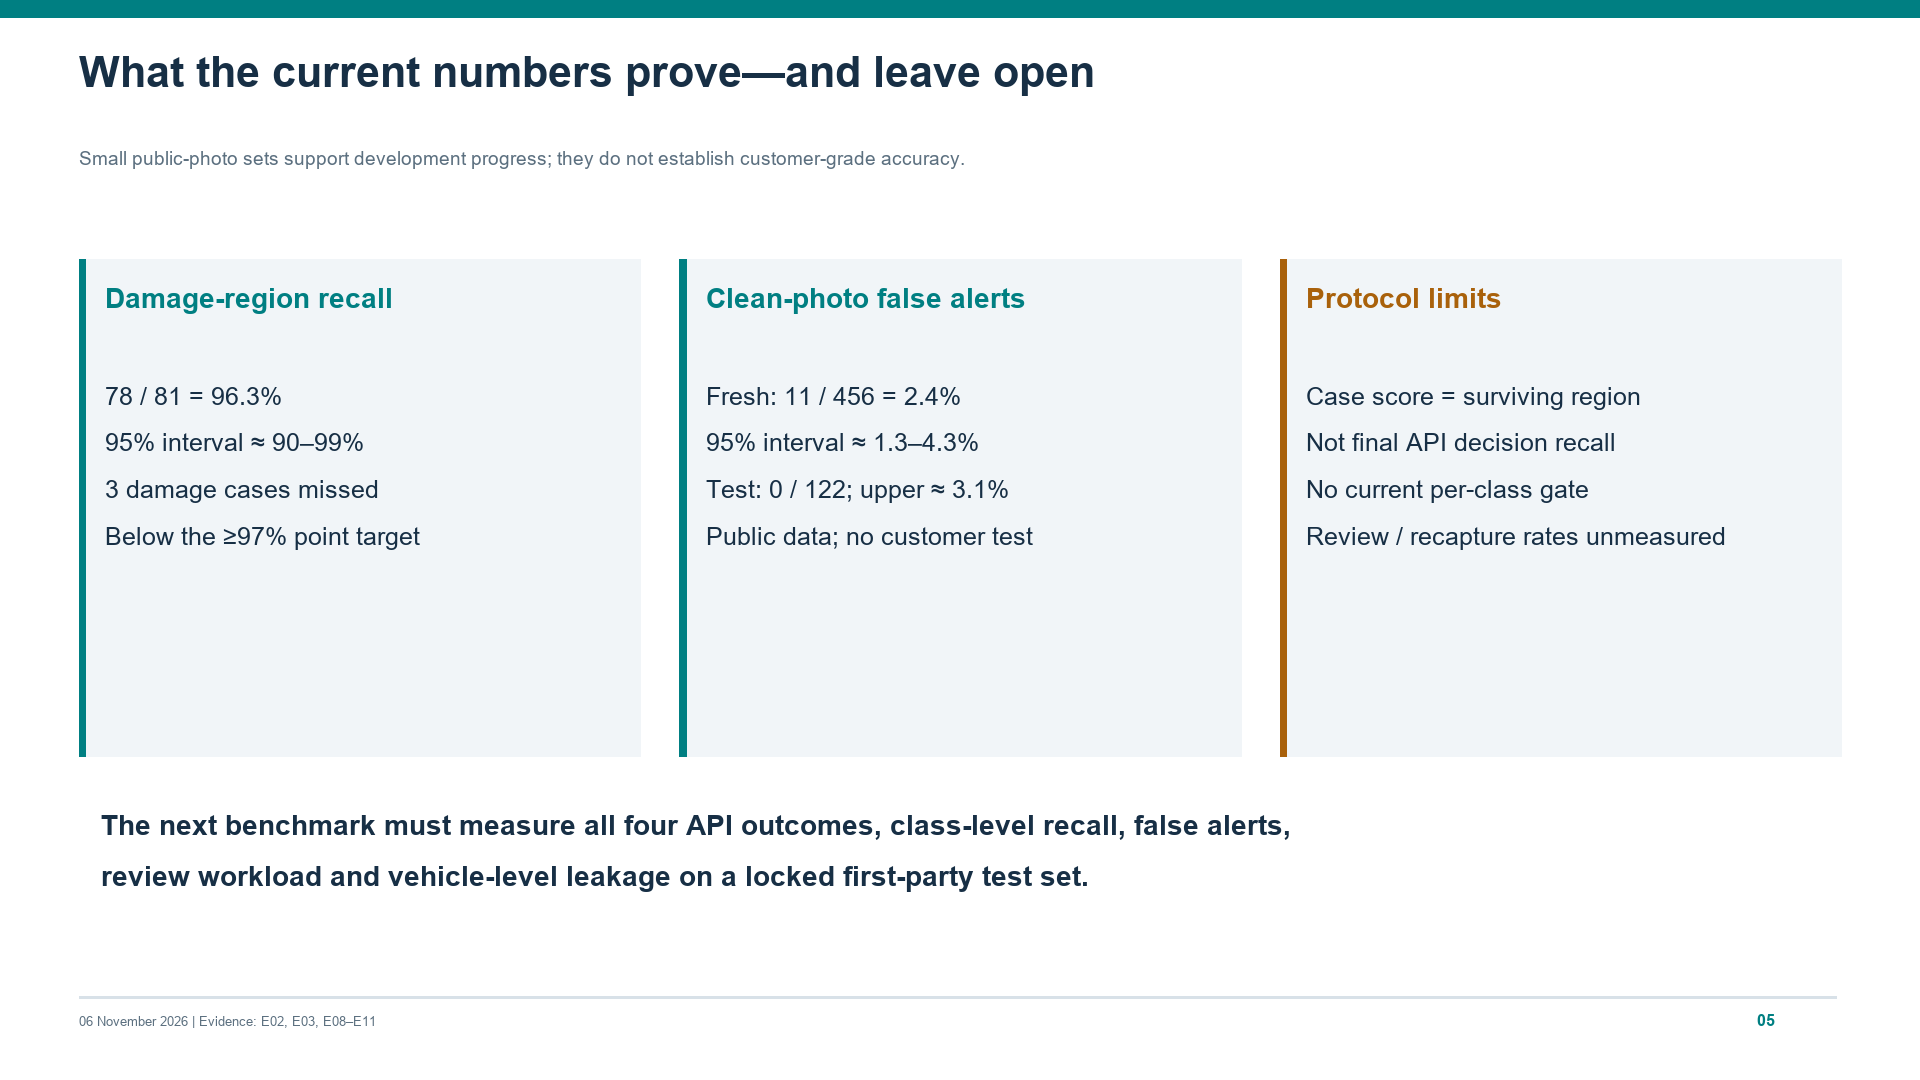 What the current numbers prove—and leave open
Small public-photo sets support development progress; they do not establish customer-grade accuracy.
Damage-region recall
78 / 81 = 96.3%
95% interval ≈ 90–99%
3 damage cases missed
Below the ≥97% point target
Clean-photo false alerts
Fresh: 11 / 456 = 2.4%
95% interval ≈ 1.3–4.3%
Test: 0 / 122; upper ≈ 3.1%
Public data; no customer test
Protocol limits
Case score = surviving region
Not final API decision recall
No current per-class gate
Review / recapture rates unmeasured
The next benchmark must measure all four API outcomes, class-level recall, false alerts,
review workload and vehicle-level leakage on a locked first-party test set.
06 November 2026 | Evidence: E02, E03, E08–E11
05